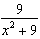 9/(x² + 9)